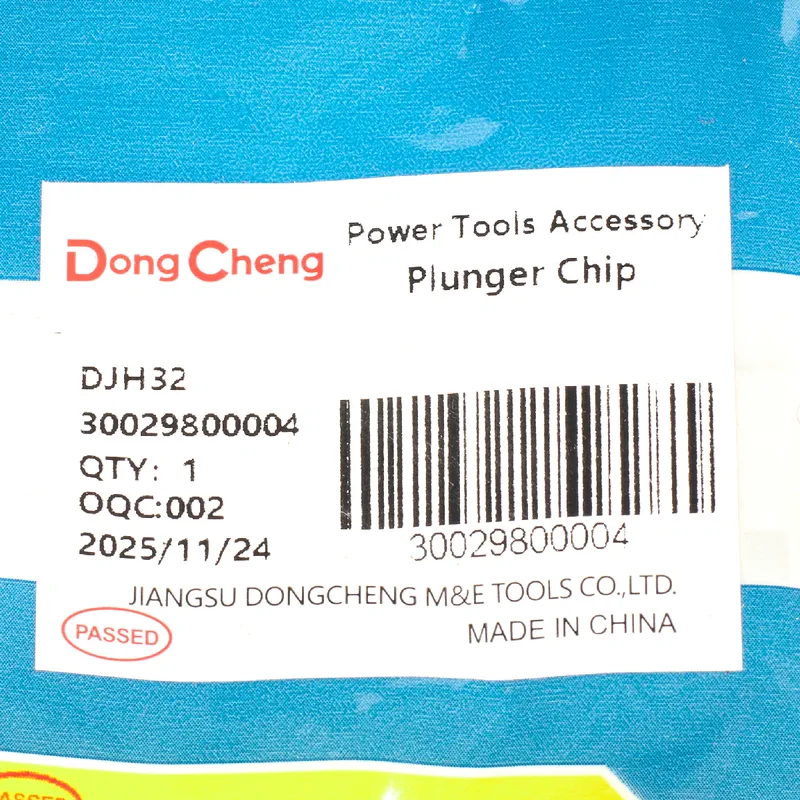 Dong Cheng
Power Tools Accessory
Plunger Chip
DJH32
30029800004
QTY: 1
OQC:002
2025/11/24
30029800004
JIANGSU DONGCHENG M&E TOOLS CO.,LTD.
PASSED
MADE IN CHINA